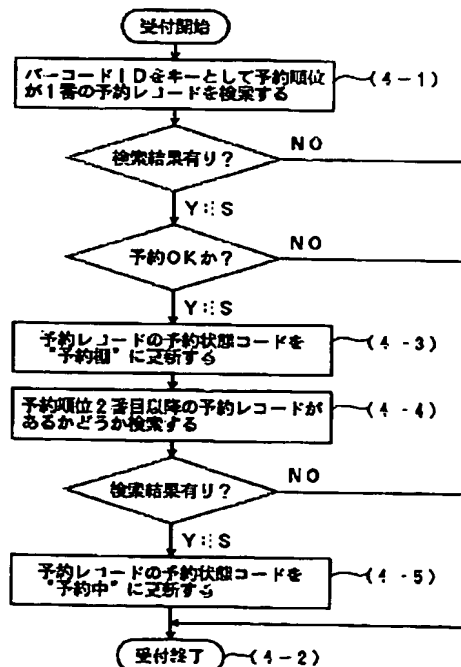 受付開始
バーコードIDをキーとして予約順位
が1番の予約レコードを検索する
(4-1)
検索結果有り?
NO
YES
予約OKか?
NO
YES
予約レコードの予約状態コードを
"予約棚"に更新する
(4-3)
予約順位2番目以降の予約レコードが
あるかどうか検索する
(4-4)
検索結果有り?
NO
YES
予約レコードの予約状態コードを
"予約中"に更新する
(4-5)
受付終了
(4-2)